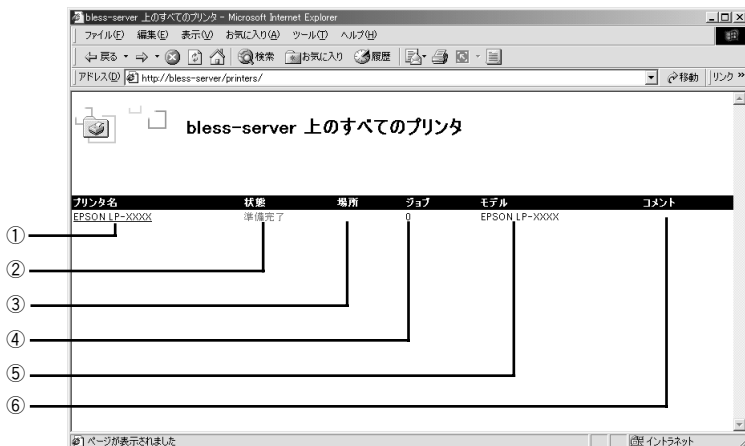 bless-server 上のすべてのプリンタ - Microsoft Internet Explorer
ファイル(F) 編集(E) 表示(V) お気に入り(A) ツール(T) ヘルプ(H)
戻る 検索 お気に入り 履歴
アドレス(D) http://bless-server/printers/ 移動 リンク »
bless-server 上のすべてのプリンタ
プリンタ名 状態 場所 ジョブ モデル コメント
EPSON LP-XXXX 準備完了 0 EPSON LP-XXXX
①
②
③
④
⑤
⑥
ページが表示されました イントラネット